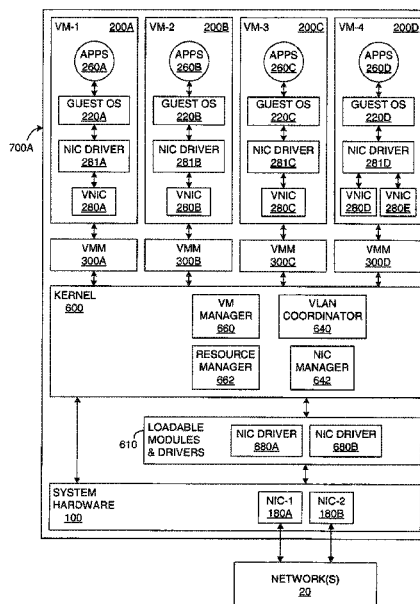 VM-1 200A
APPS
260A
GUEST OS
220A
NIC DRIVER
281A
VNIC
280A
VM-2 200B
APPS
260B
GUEST OS
220B
NIC DRIVER
281B
VNIC
280B
VM-3 200C
APPS
260C
GUEST OS
220C
NIC DRIVER
281C
VNIC
280C
VM-4 200D
APPS
260D
GUEST OS
220D
NIC DRIVER
281D
VNIC
280D
VNIC
280E
700A
VMM
300A
VMM
300B
VMM
300C
VMM
300D
KERNEL
600
VM
MANAGER
660
VLAN
COORDINATOR
640
RESOURCE
MANAGER
662
NIC
MANAGER
642
610
LOADABLE
MODULES
& DRIVERS
NIC DRIVER
680A
NIC DRIVER
680B
SYSTEM
HARDWARE
100
NIC-1
180A
NIC-2
180B
NETWORK(S)
20